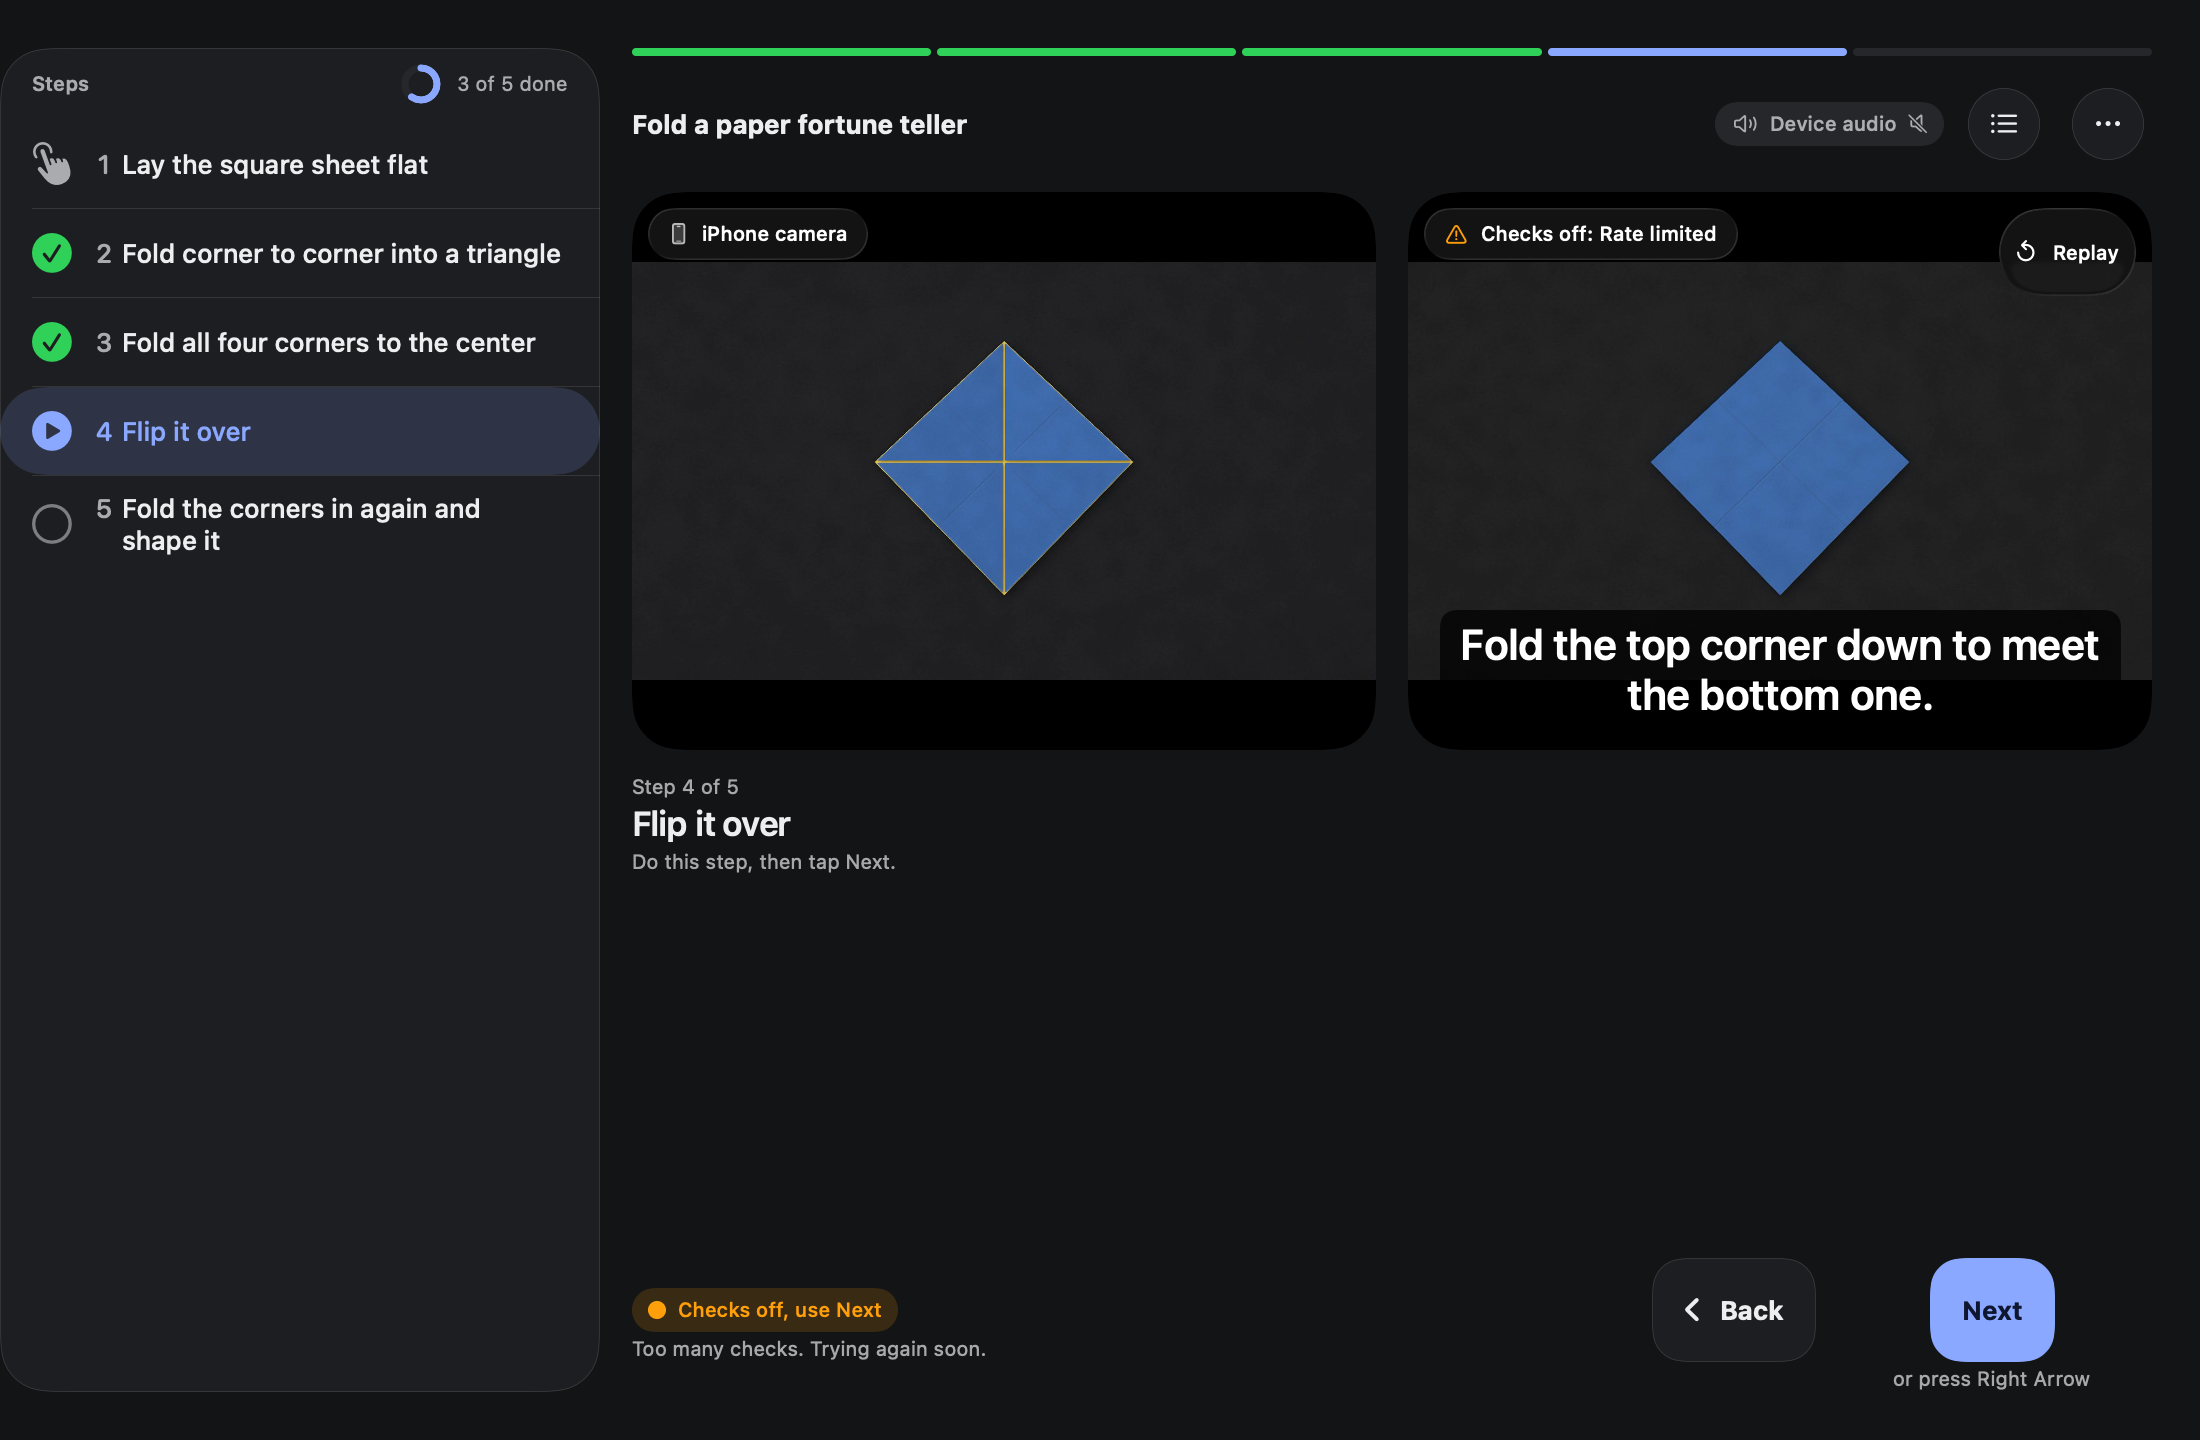 Steps
3 of 5 done
1 Lay the square sheet flat
2 Fold corner to corner into a triangle
3 Fold all four corners to the center
4 Flip it over
5 Fold the corners in again and
shape it
Fold a paper fortune teller
Device audio
iPhone camera
Checks off: Rate limited
Replay
Fold the top corner down to meet
the bottom one.
Step 4 of 5
Flip it over
Do this step, then tap Next.
Checks off, use Next
Too many checks. Trying again soon.
Back
Next
or press Right Arrow